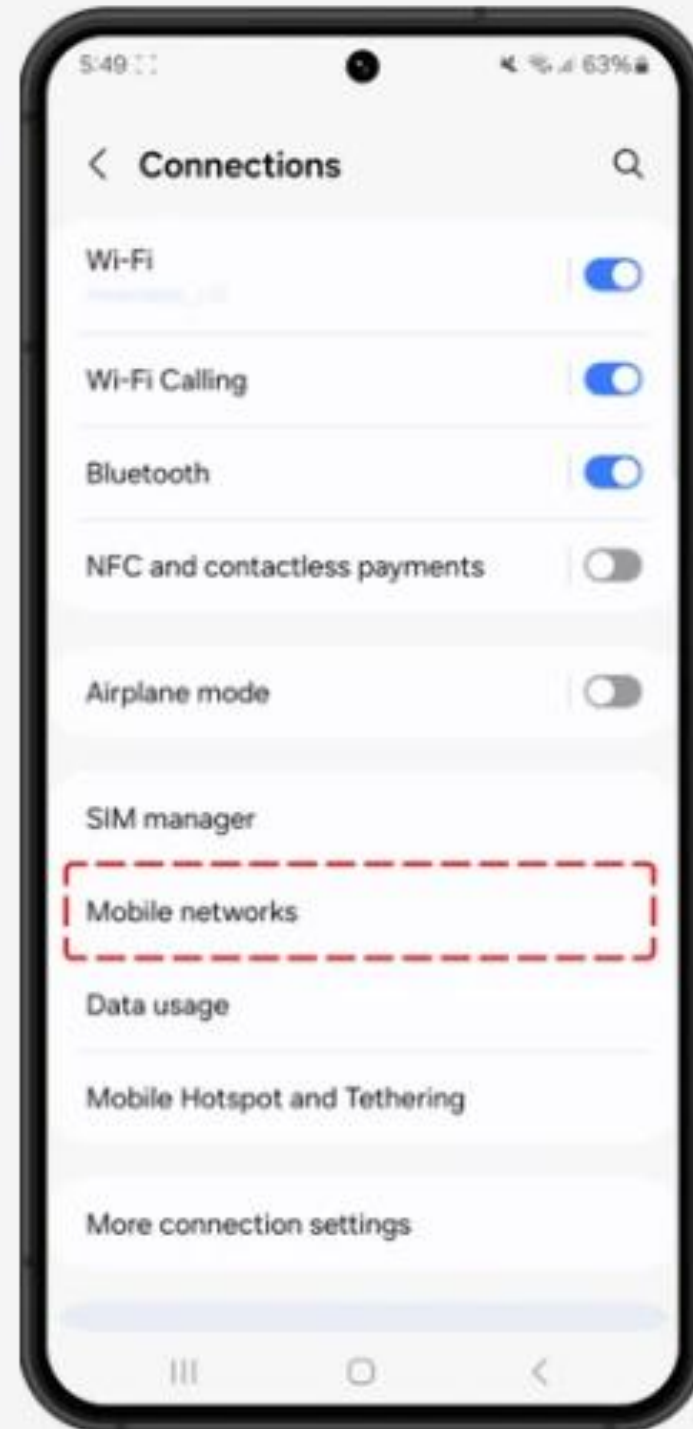 5:49
63%
Connections
Wi-Fi
Wi-Fi Calling
Bluetooth
NFC and contactless payments
Airplane mode
SIM manager
Mobile networks
Data usage
Mobile Hotspot and Tethering
More connection settings